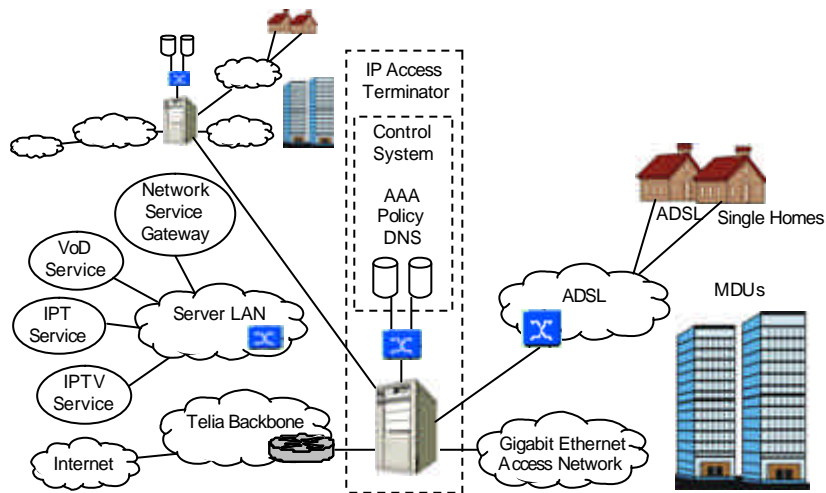 IP Access
Terminator
Control
System
AAA
Policy
DNS
Network
Service
Gateway
VoD
Service
IPT
Service
IPTV
Service
Server LAN
Telia Backbone
Internet
ADSL
Single Homes
ADSL
MDUs
Gigabit Ethernet
Access Network